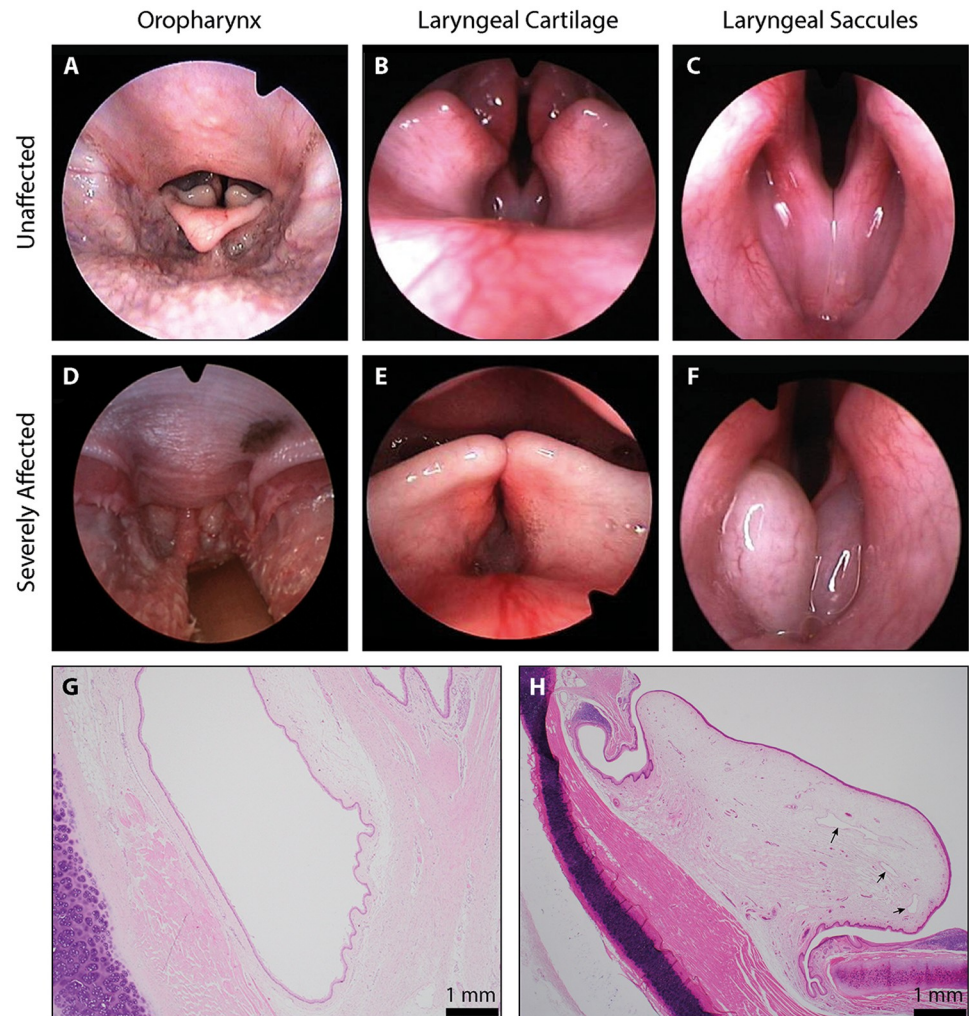 Oropharynx
Laryngeal Cartilage
Laryngeal Saccules
Unaffected
A
B
C
Severely Affected
D
E
F
G
1 mm
H
1 mm